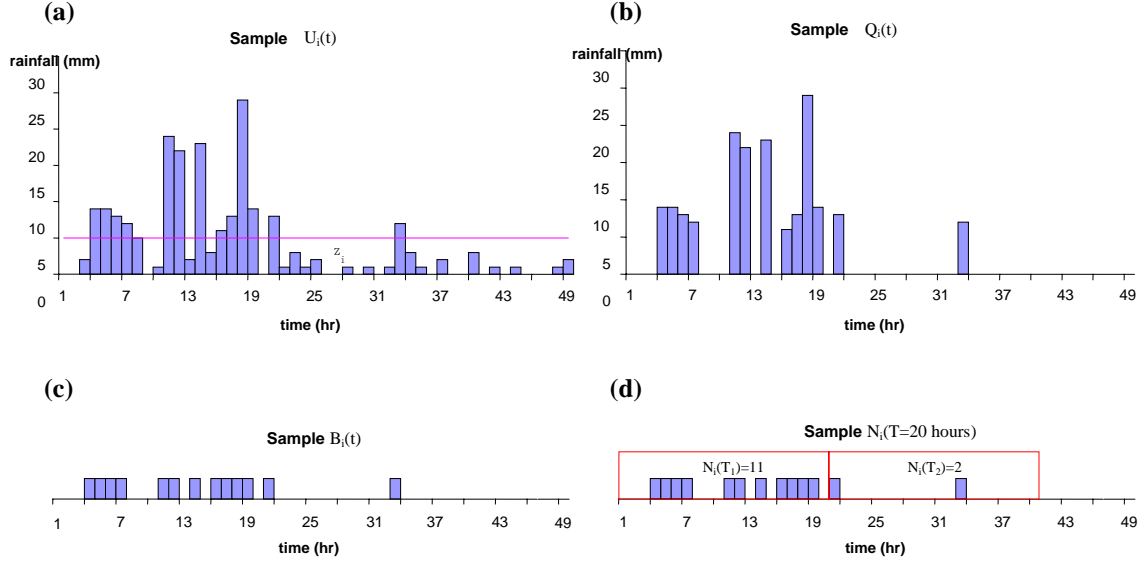 (a)
Sample U_i(t)
rainfall (mm)
30
25
20
15
10
5
0
z_i
1 7 13 19 25 31 37 43 49
time (hr)
(b)
Sample Q_i(t)
rainfall (mm)
30
25
20
15
10
5
0
1 7 13 19 25 31 37 43 49
time (hr)
(c)
Sample B_i(t)
1 7 13 19 25 31 37 43 49
time (hr)
(d)
Sample N_i(T=20 hours)
N_i(T_1)=11 N_i(T_2)=2
1 7 13 19 25 31 37 43 49
time (hr)